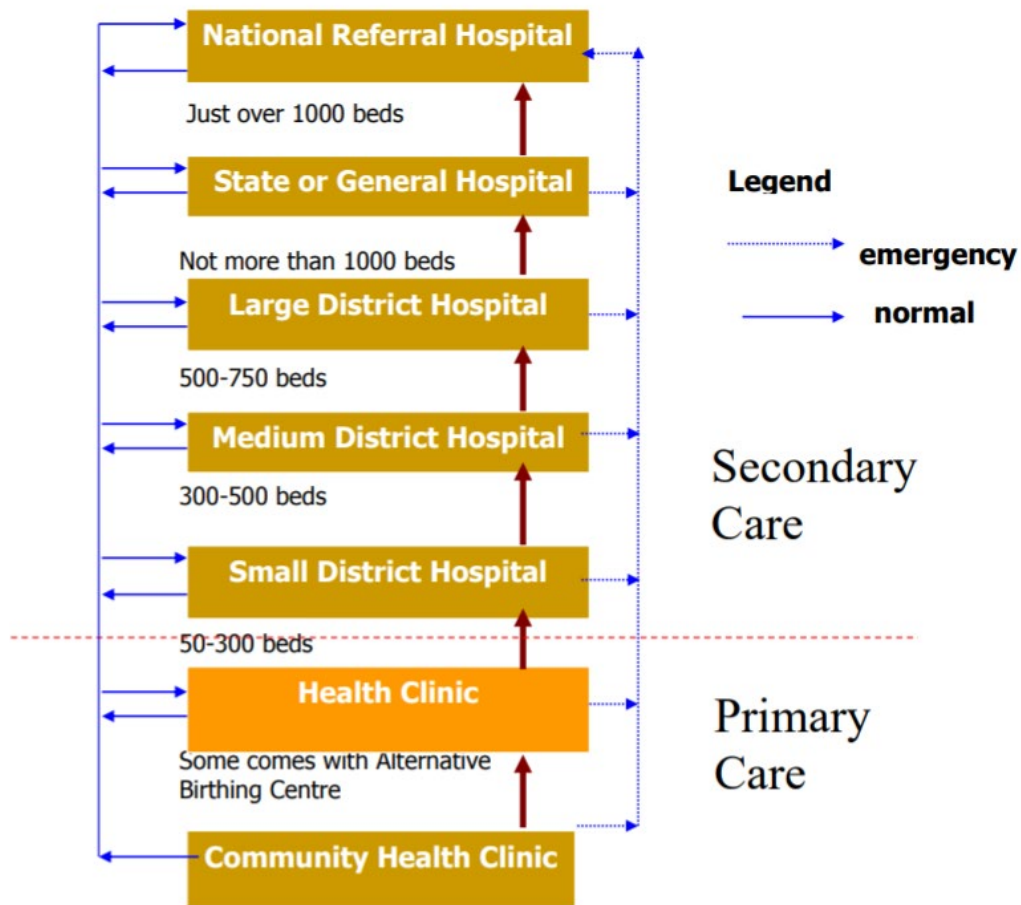 National Referral Hospital
Just over 1000 beds
State or General Hospital
Not more than 1000 beds
Large District Hospital
500-750 beds
Medium District Hospital
300-500 beds
Small District Hospital
50-300 beds
Health Clinic
Some comes with Alternative
Birthing Centre
Community Health Clinic
Legend
emergency
normal
Secondary
Care
Primary
Care